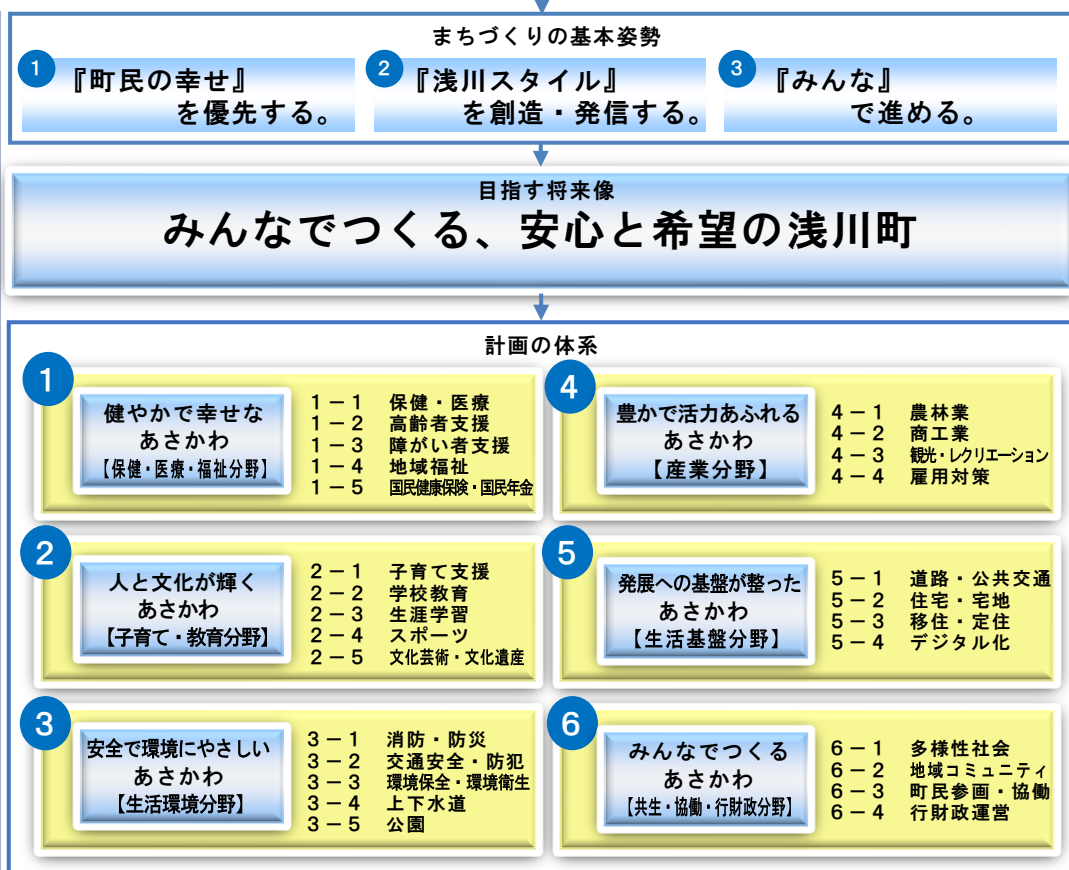 まちづくりの基本姿勢
1
『町民の幸せ』
を優先する。
2
『浅川スタイル』
を創造・発信する。
3
『みんな』
で進める。
目指す将来像
みんなでつくる、安心と希望の浅川町
計画の体系
1
健やかで幸せな
あさかわ
【保健・医療・福祉分野】
1－1 保健・医療
1－2 高齢者支援
1－3 障がい者支援
1－4 地域福祉
1－5 国民健康保険・国民年金
2
人と文化が輝く
あさかわ
【子育て・教育分野】
2－1 子育て支援
2－2 学校教育
2－3 生涯学習
2－4 スポーツ
2－5 文化芸術・文化遺産
3
安全で環境にやさしい
あさかわ
【生活環境分野】
3－1 消防・防災
3－2 交通安全・防犯
3－3 環境保全・環境衛生
3－4 上下水道
3－5 公園
4
豊かで活力あふれる
あさかわ
【産業分野】
4－1 農林業
4－2 商工業
4－3 観光・レクリエーション
4－4 雇用対策
5
発展への基盤が整った
あさかわ
【生活基盤分野】
5－1 道路・公共交通
5－2 住宅・宅地
5－3 移住・定住
5－4 デジタル化
6
みんなでつくる
あさかわ
【共生・協働・行財政分野】
6－1 多様性社会
6－2 地域コミュニティ
6－3 町民参画・協働
6－4 行財政運営